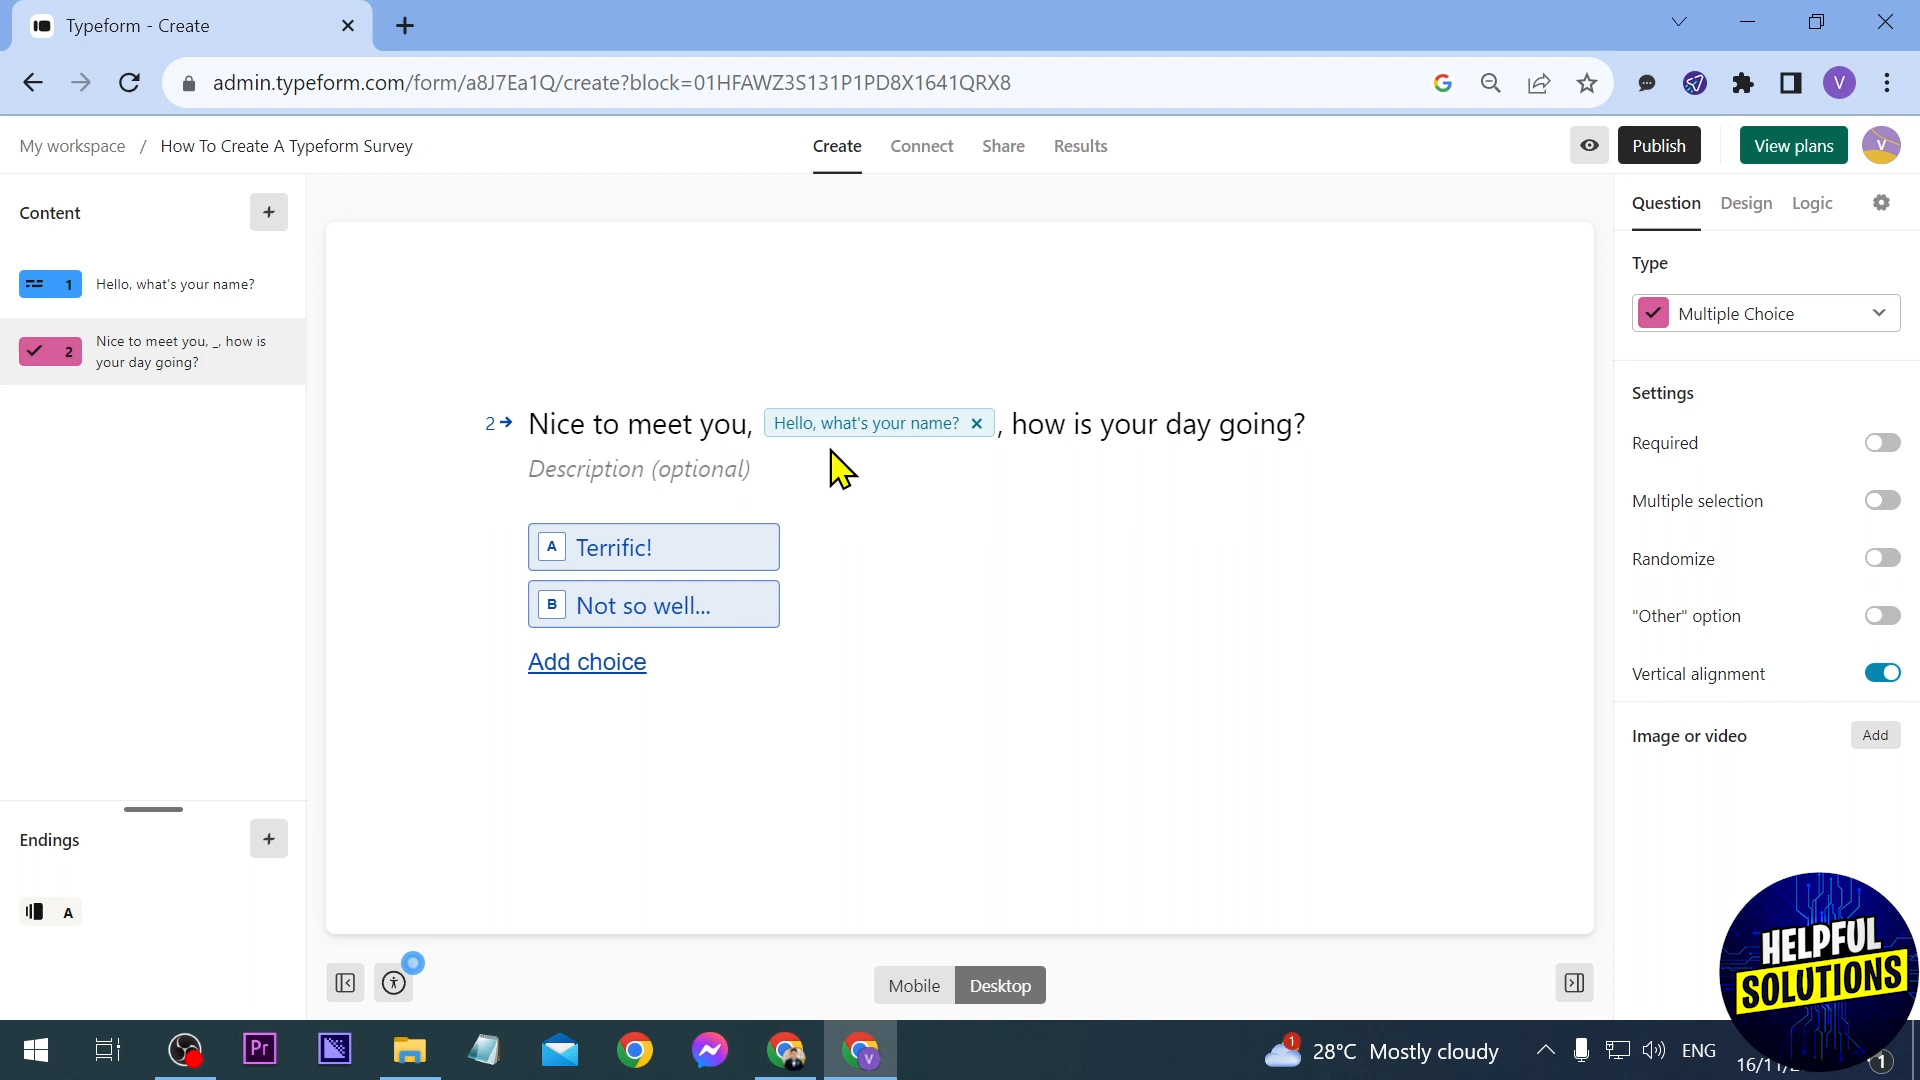 Typeform - Create
admin.typeform.com/form/a8J7Ea1Q/create?block=01HFAWZ3S131P1PD8X1641QRX8
V
My workspace / How To Create A Typeform Survey
Create
Connect
Share
Results
Publish
View plans
V
Content
+
1 Hello, what's your name?
2 Nice to meet you, _, how is
your day going?
2 Nice to meet you, Hello, what's your name? × , how is your day going?
Description (optional)
A Terrific!
B Not so well...
Add choice
Question
Design
Logic
Type
Multiple Choice
Settings
Required
Multiple selection
Randomize
"Other" option
Vertical alignment
Image or video
Add
Endings
+
A
Mobile
Desktop
HELPFUL
SOLUTIONS
Pr
V
1
28°C Mostly cloudy
ENG
1